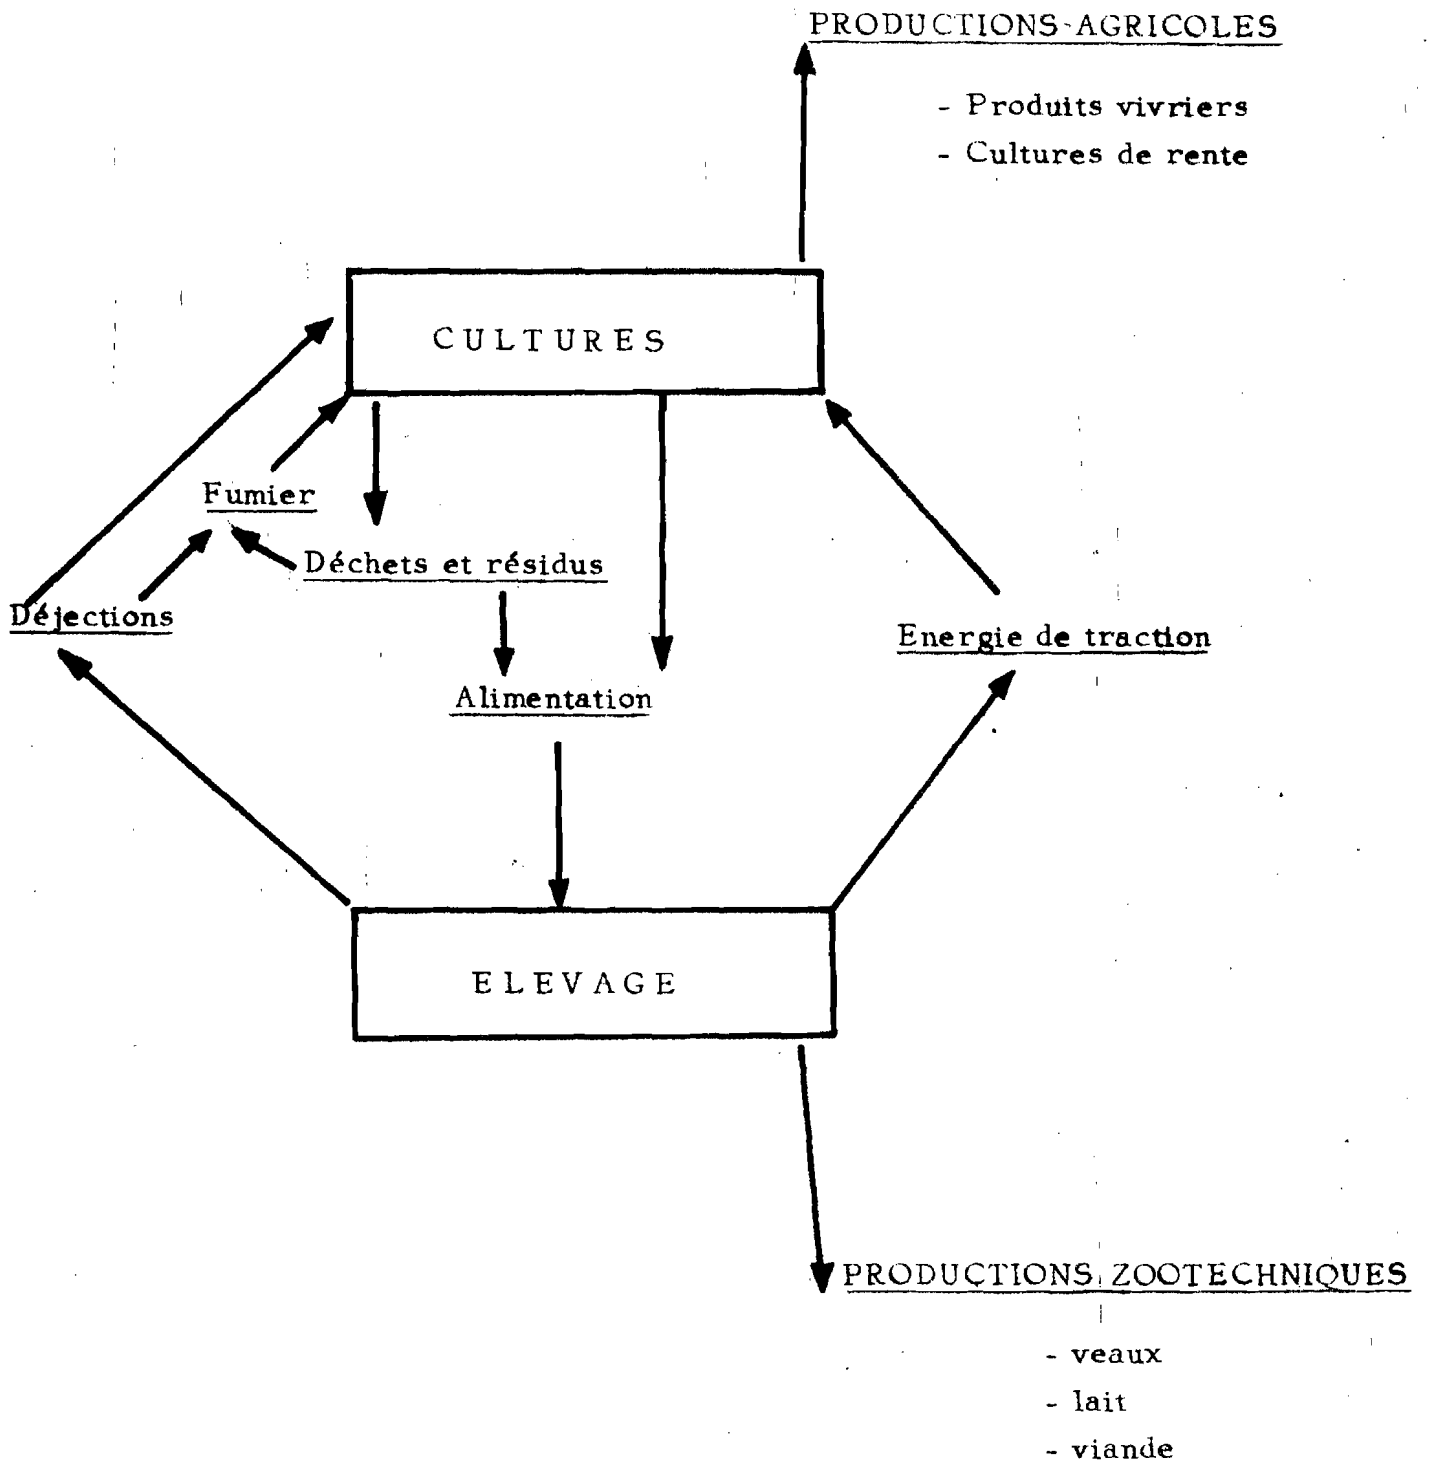 PRODUCTIONS-AGRICOLES
- Produits vivriers
- Cultures de rente
CULTURES
Fumier
Déchets et résidus
Déjections
Energie de traction
Alimentation
ELEVAGE
PRODUCTIONS ZOOTECHNIQUES
- veaux
- lait
- viande